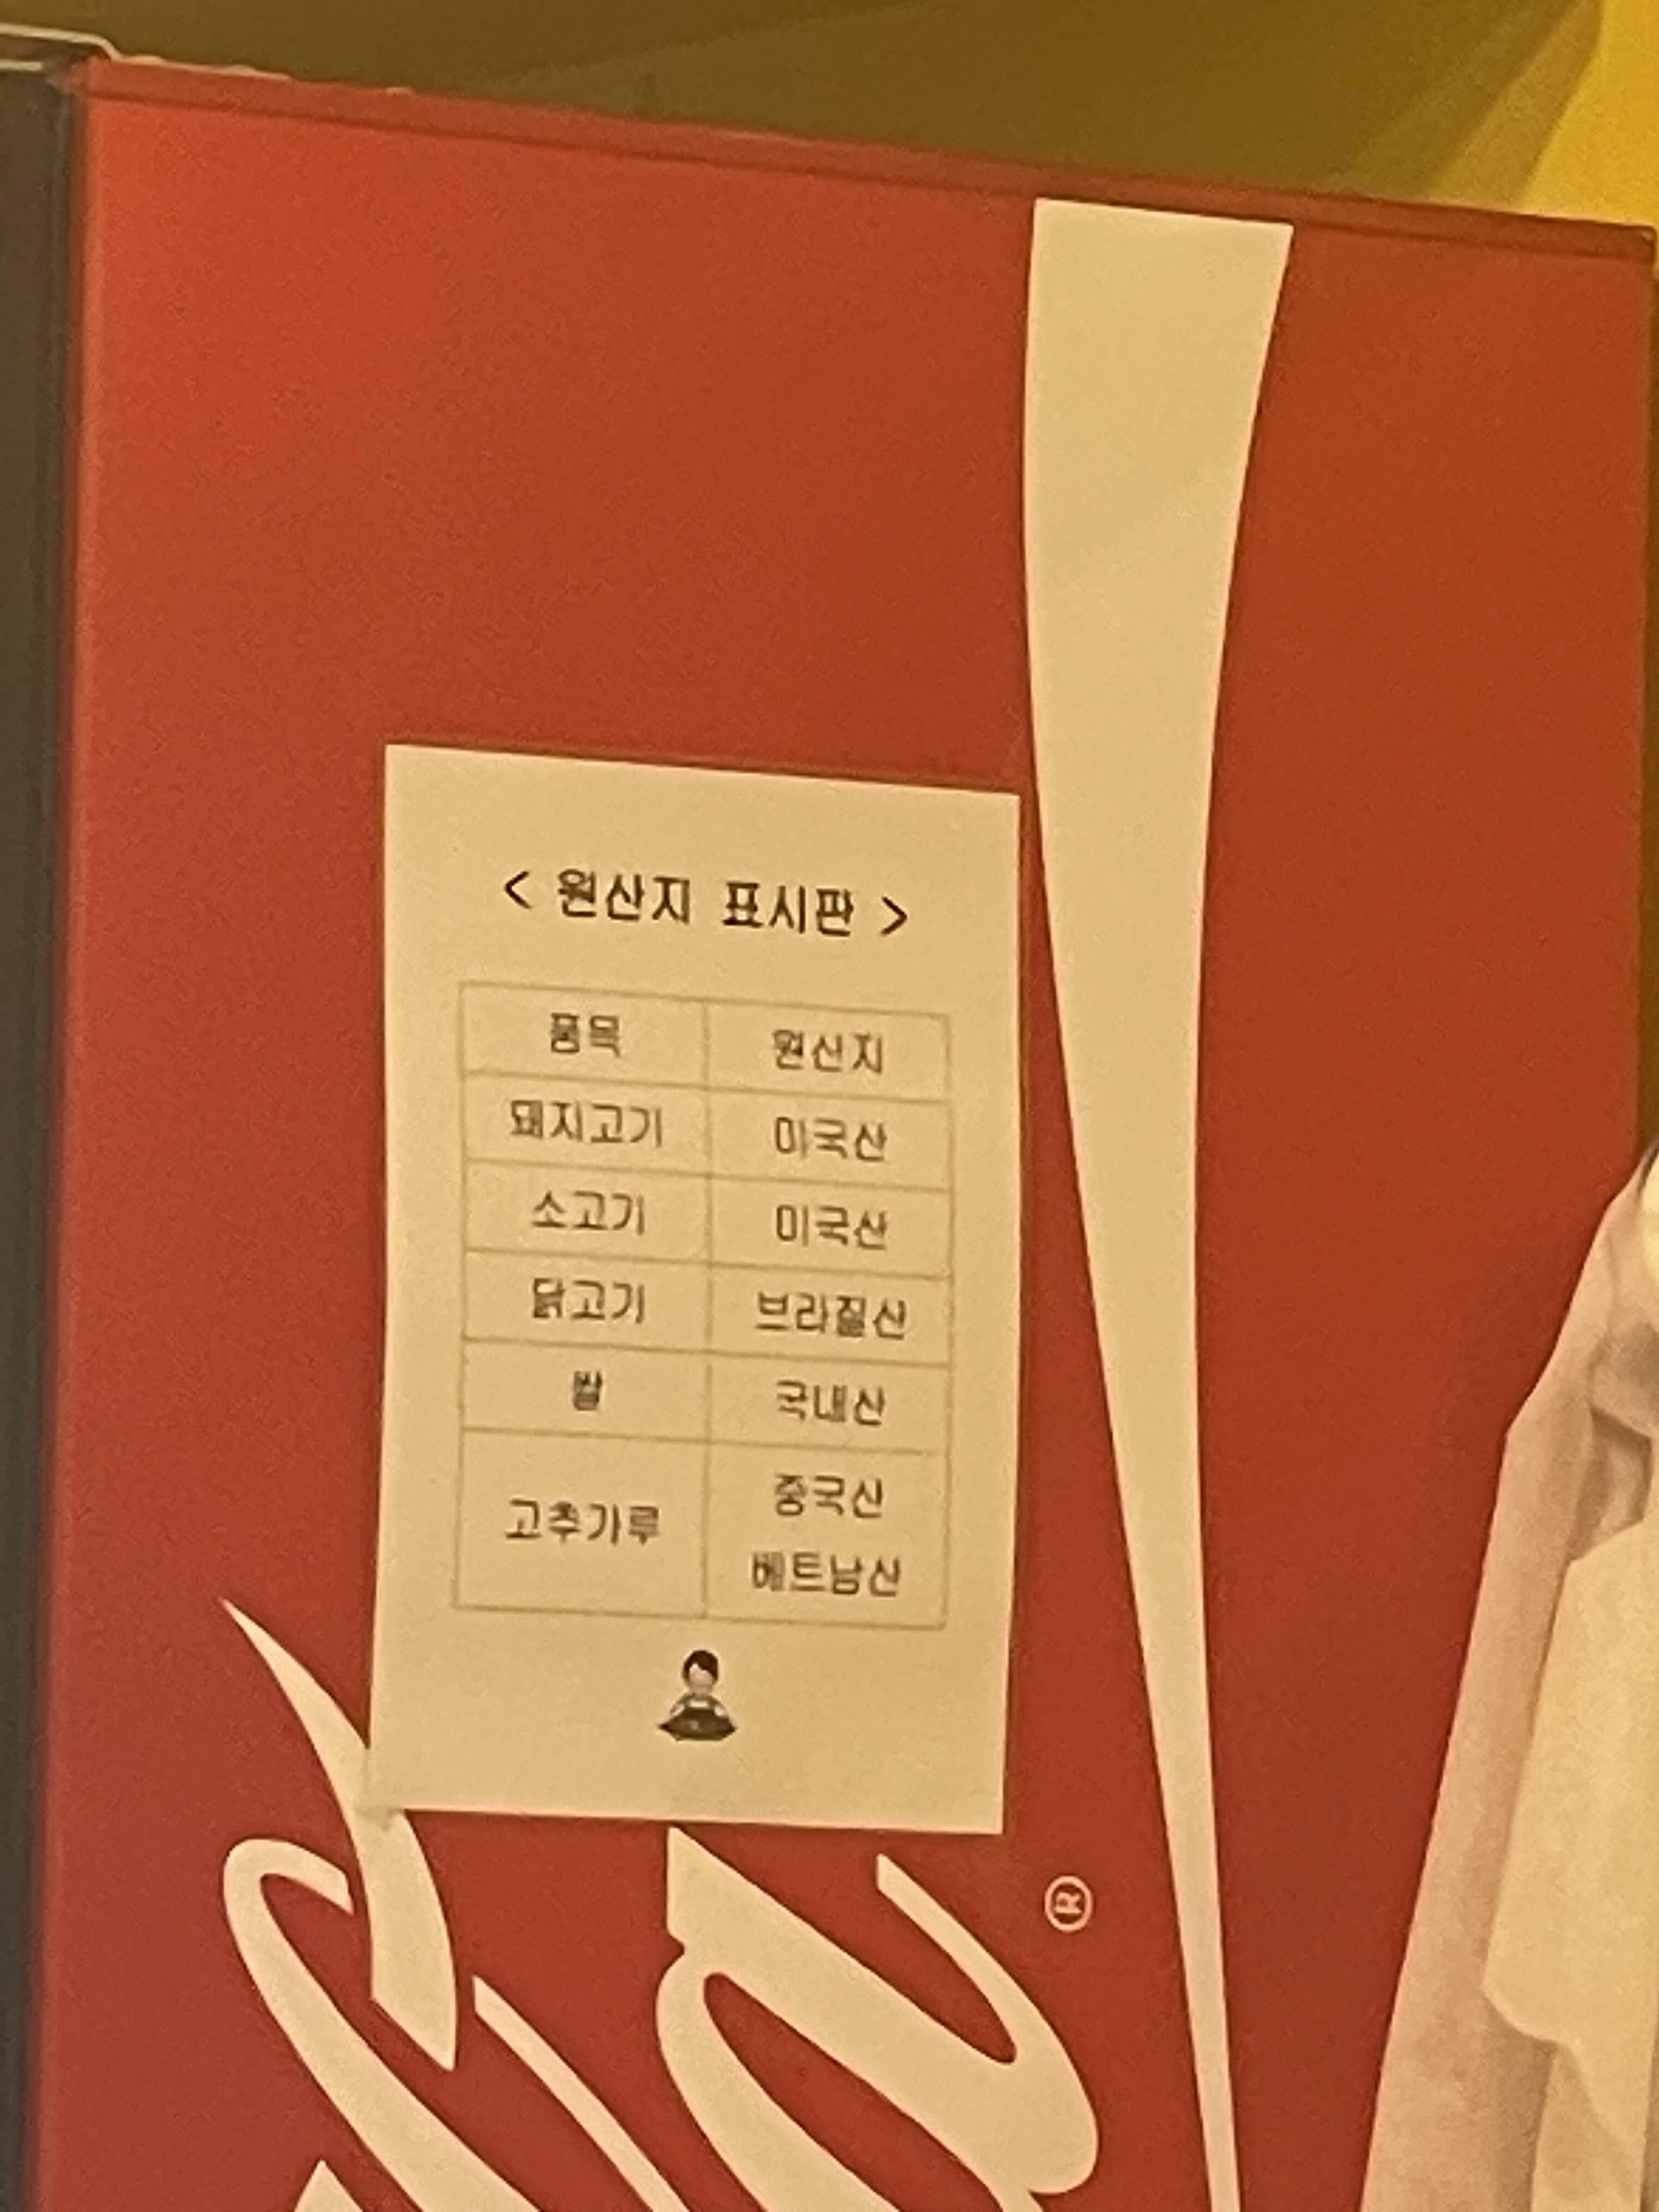 < 원산지 표시판 >
품목 원산지
돼지고기 미국산
소고기 미국산
닭고기 브라질산
쌀 국내산
고추가루 중국산
베트남산
®